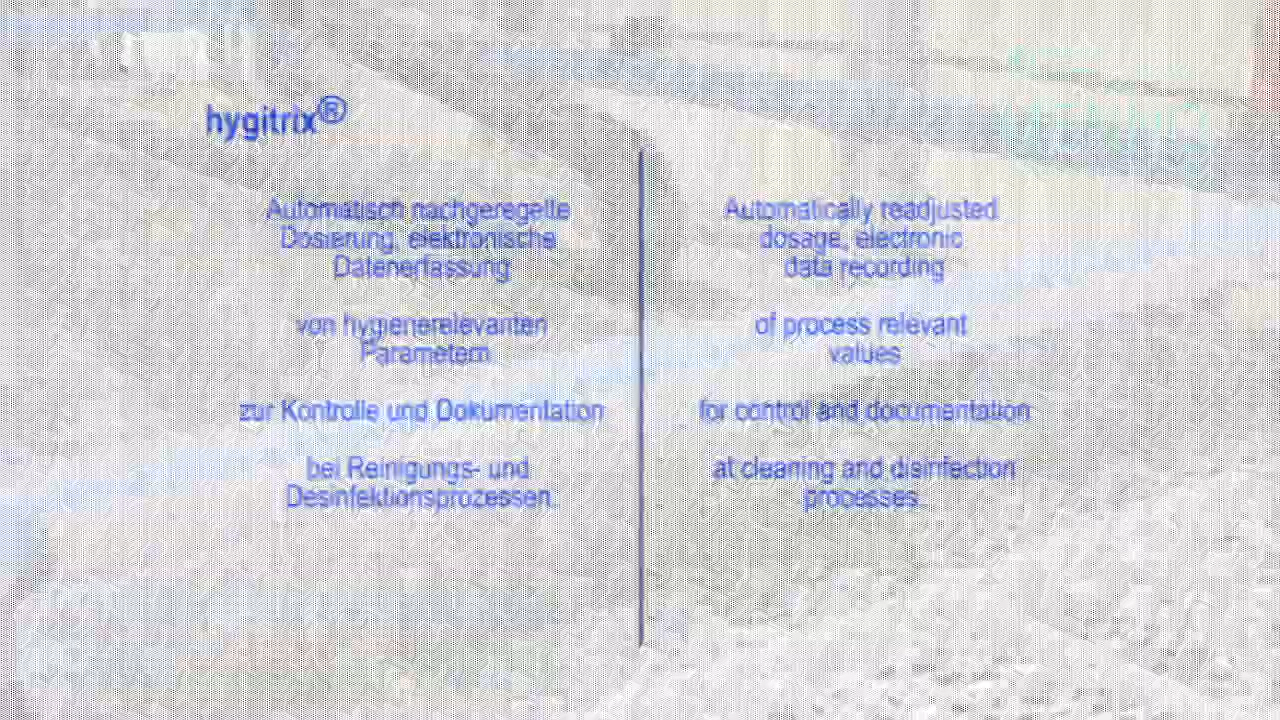 hygitrix®
Automatisch nachgeregelte
Dosierung, elektronische
Datenerfassung
von hygienerelevanten
Parametern
zur Kontrolle und Dokumentation
bei Reinigungs- und
Desinfektionsprozessen.
Automatically readjusted
dosage, electronic
data recording
of process relevant
values
for control and documentation
at cleaning and disinfection
processes.